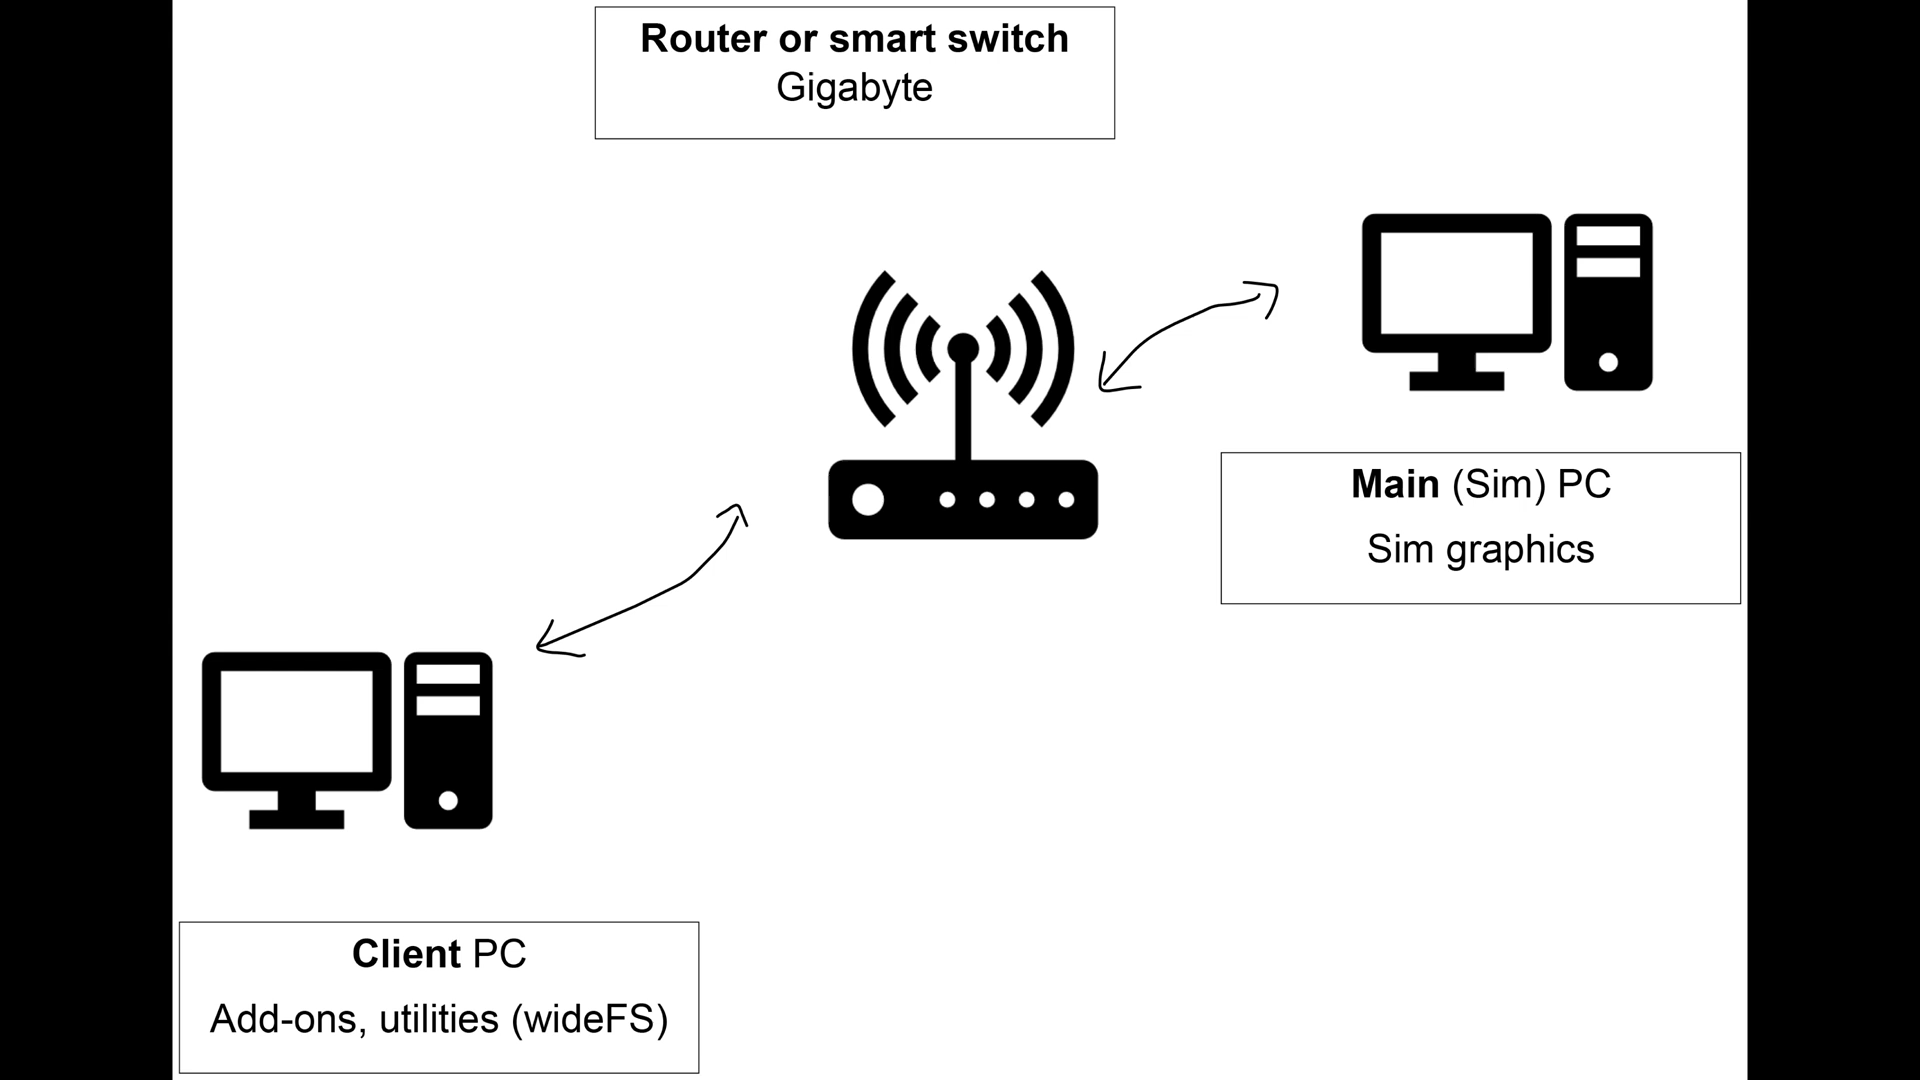 Router or smart switch
Gigabyte
Main (Sim) PC
Sim graphics
Client PC
Add-ons, utilities (wideFS)